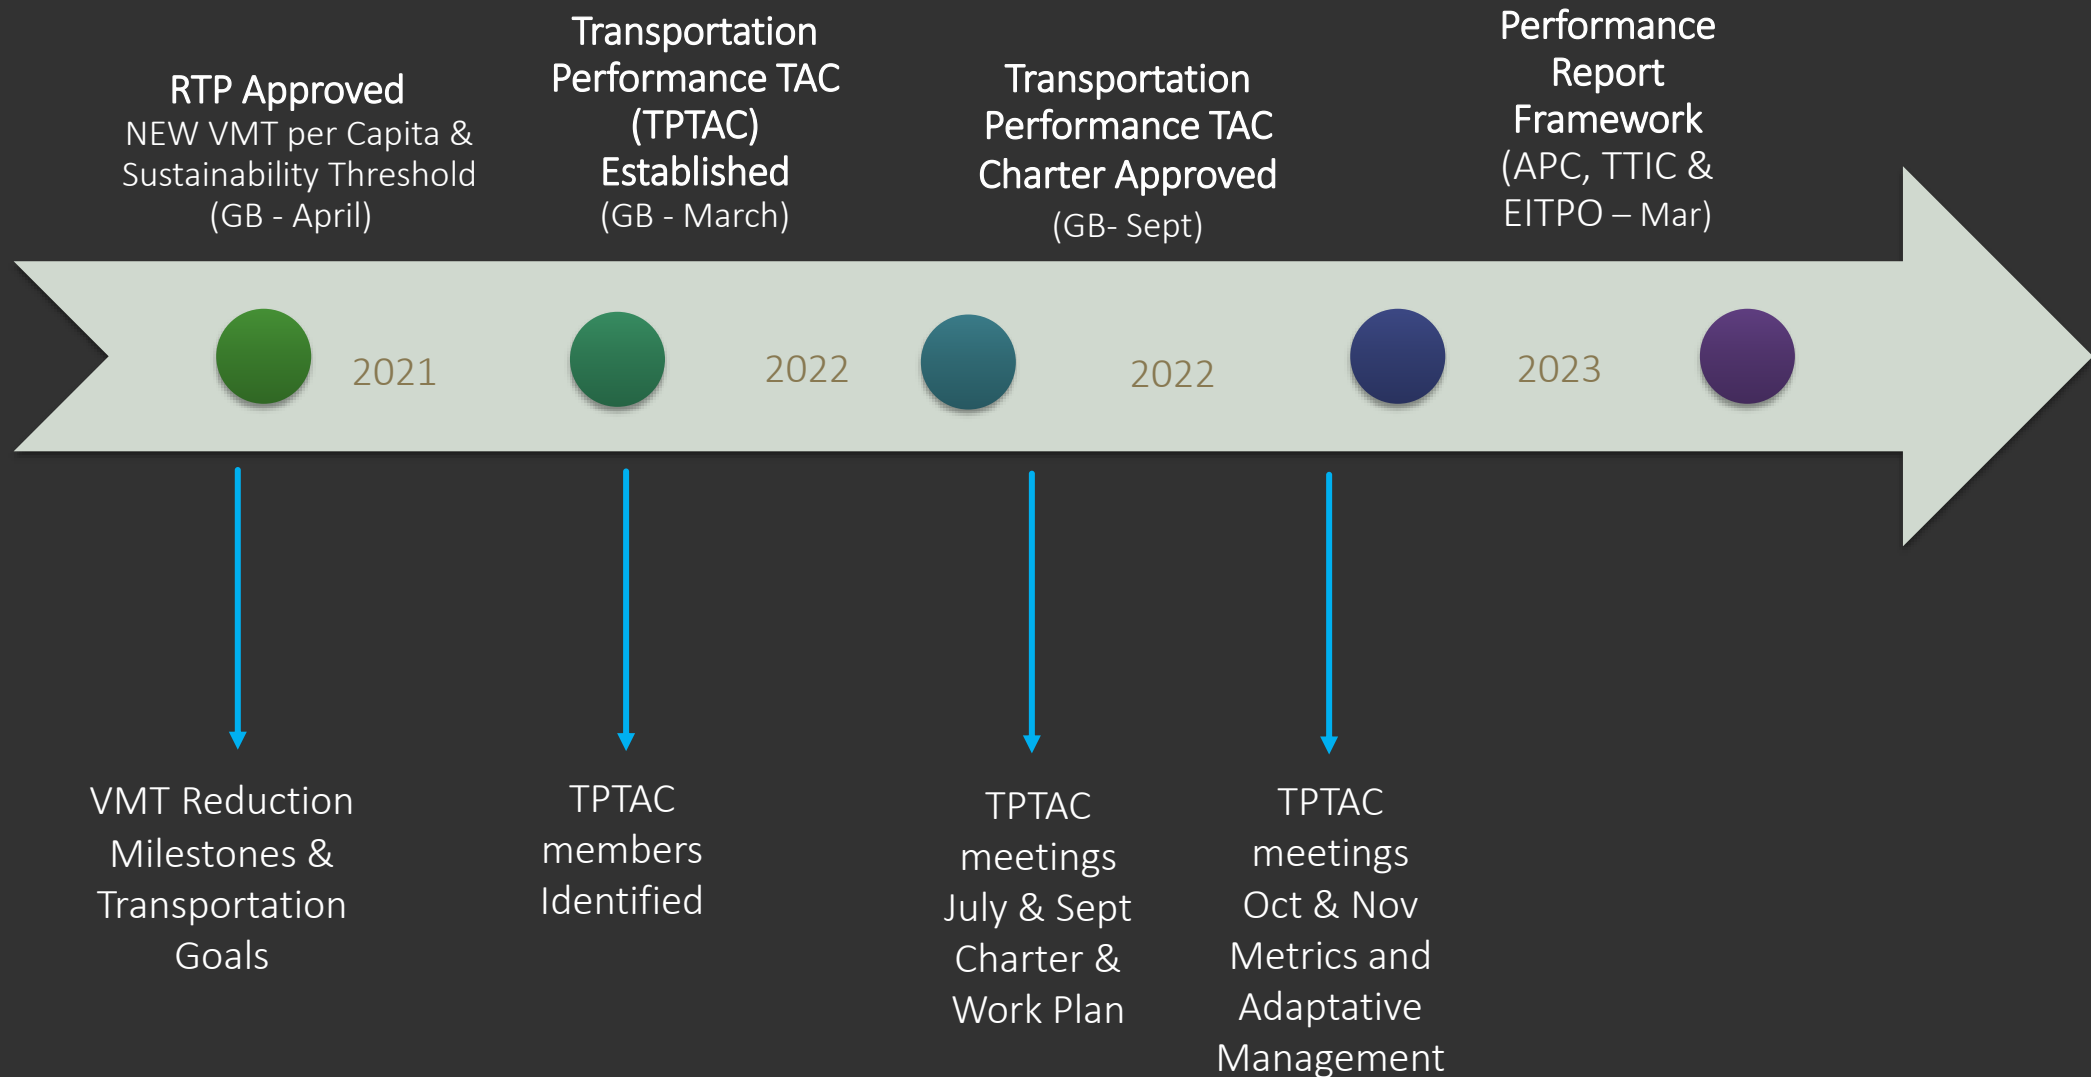 RTP Approved
NEW VMT per Capita &
Sustainability Threshold
(GB - April)
Transportation
Performance TAC
(TPTAC)
Established
(GB - March)
Transportation
Performance TAC
Charter Approved
(GB- Sept)
Performance
Report
Framework
(APC, TTIC &
EITPO – Mar)
2021
2022
2022
2023
VMT Reduction
Milestones &
Transportation
Goals
TPTAC
members
Identified
TPTAC
meetings
July & Sept
Charter &
Work Plan
TPTAC
meetings
Oct & Nov
Metrics and
Adaptative
Management